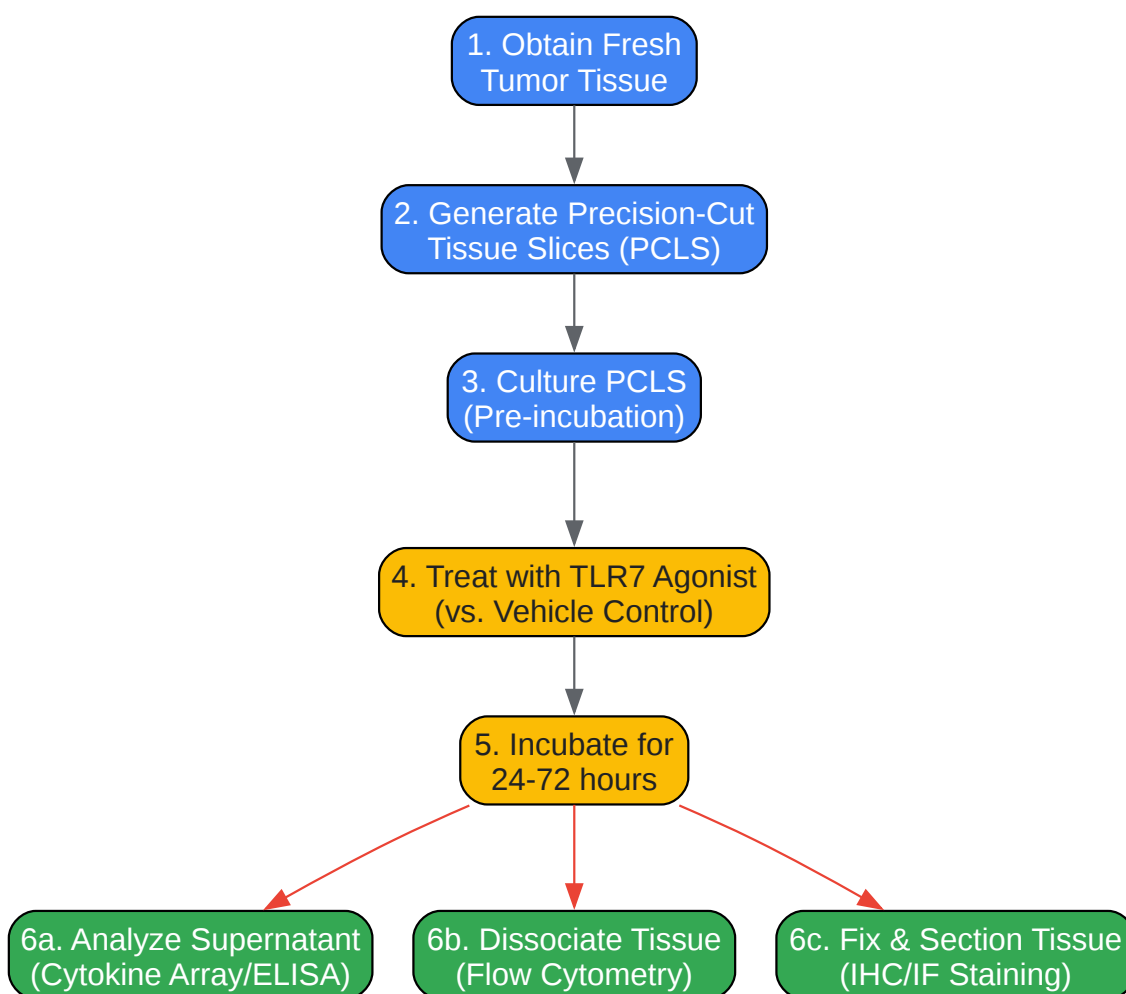 1. Obtain Fresh
Tumor Tissue
2. Generate Precision-Cut
Tissue Slices (PCLS)
3. Culture PCLS
(Pre-incubation)
4. Treat with TLR7 Agonist
(vs. Vehicle Control)
5. Incubate for
24-72 hours
6a. Analyze Supernatant
(Cytokine Array/ELISA)
6b. Dissociate Tissue
(Flow Cytometry)
6c. Fix & Section Tissue
(IHC/IF Staining)